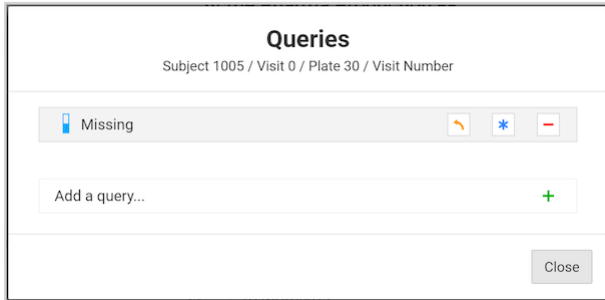 Queries
Subject 1005 / Visit 0 / Plate 30 / Visit Number
Missing
Add a query...
Close